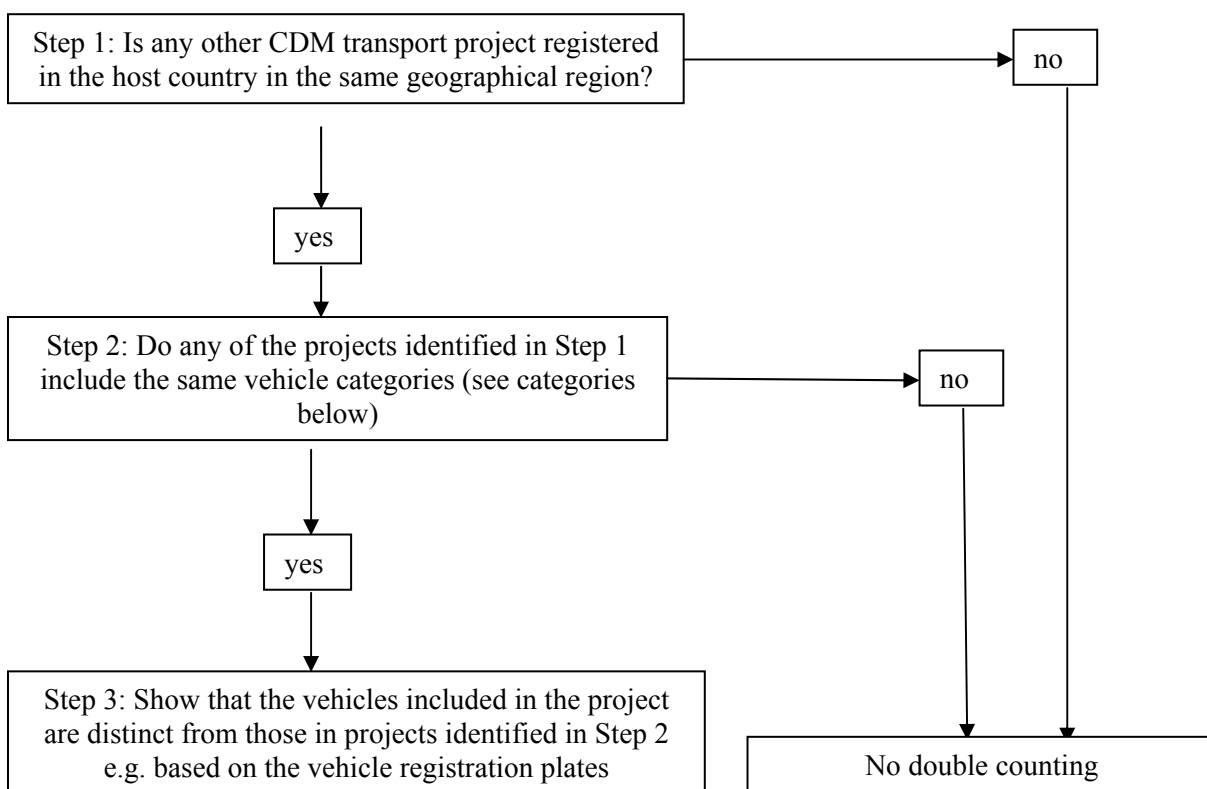 Step 1: Is any other CDM transport project registered
in the host country in the same geographical region?
no
yes
Step 2: Do any of the projects identified in Step 1
include the same vehicle categories (see categories
below)
no
yes
Step 3: Show that the vehicles included in the project
are distinct from those in projects identified in Step 2
e.g. based on the vehicle registration plates
No double counting